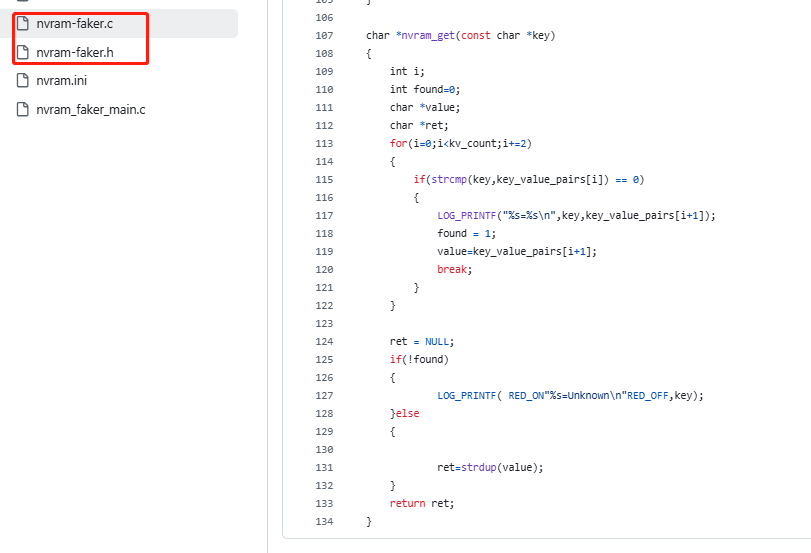 nvram-faker.c
nvram-faker.h
nvram.ini
nvram_faker_main.c
105 }
106
107 char *nvram_get(const char *key)
108 {
109     int i;
110     int found=0;
111     char *value;
112     char *ret;
113     for(i=0;i<kv_count;i+=2)
114     {
115         if(strcmp(key,key_value_pairs[i]) == 0)
116         {
117             LOG_PRINTF("%s=%s\n",key,key_value_pairs[i+1]);
118             found = 1;
119             value=key_value_pairs[i+1];
120             break;
121         }
122     }
123
124     ret = NULL;
125     if(!found)
126     {
127             LOG_PRINTF( RED_ON"%s=Unknown\n"RED_OFF,key);
128     }else
129     {
130
131             ret=strdup(value);
132     }
133     return ret;
134 }